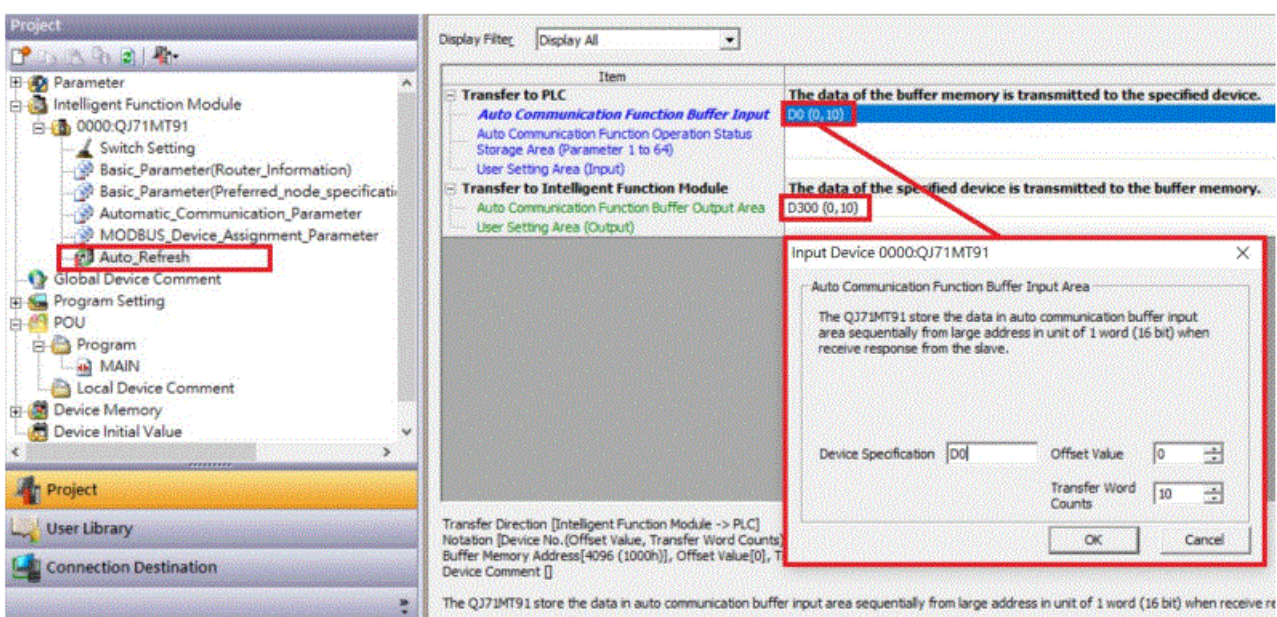 Project
Parameter
Intelligent Function Module
0000:QJ71MT91
Switch Setting
Basic_Parameter(Router_Information)
Basic_Parameter(Preferred_node_specificati
Automatic_Communication_Parameter
MODBUS_Device_Assignment_Parameter
Auto_Refresh
Global Device Comment
Program Setting
POU
Program
MAIN
Local Device Comment
Device Memory
Device Initial Value
Project
User Library
Connection Destination
Display Filter
Display All
Item
Transfer to PLC
The data of the buffer memory is transmitted to the specified device.
Auto Communication Function Buffer Input
D0 (0,10)
Auto Communication Function Operation Status
Storage Area (Parameter 1 to 64)
User Setting Area (Input)
Transfer to Intelligent Function Module
The data of the specified device is transmitted to the buffer memory.
Auto Communication Function Buffer Output Area
D300 (0,10)
User Setting Area (Output)
Input Device 0000:QJ71MT91
Auto Communication Function Buffer Input Area
The QJ71MT91 store the data in auto communication buffer input
area sequentially from large address in unit of 1 word (16 bit) when
receive response from the slave.
Device Specification D0
Offset Value 0
Transfer Word
Counts
10
OK
Cancel
Transfer Direction [Intelligent Function Module -> PLC]
Notation [Device No.(Offset Value, Transfer Word Counts)
Buffer Memory Address[4096 (1000h)], Offset Value[0], T
Device Comment []
The QJ71MT91 store the data in auto communication buffer input area sequentially from large address in unit of 1 word (16 bit) when receive re